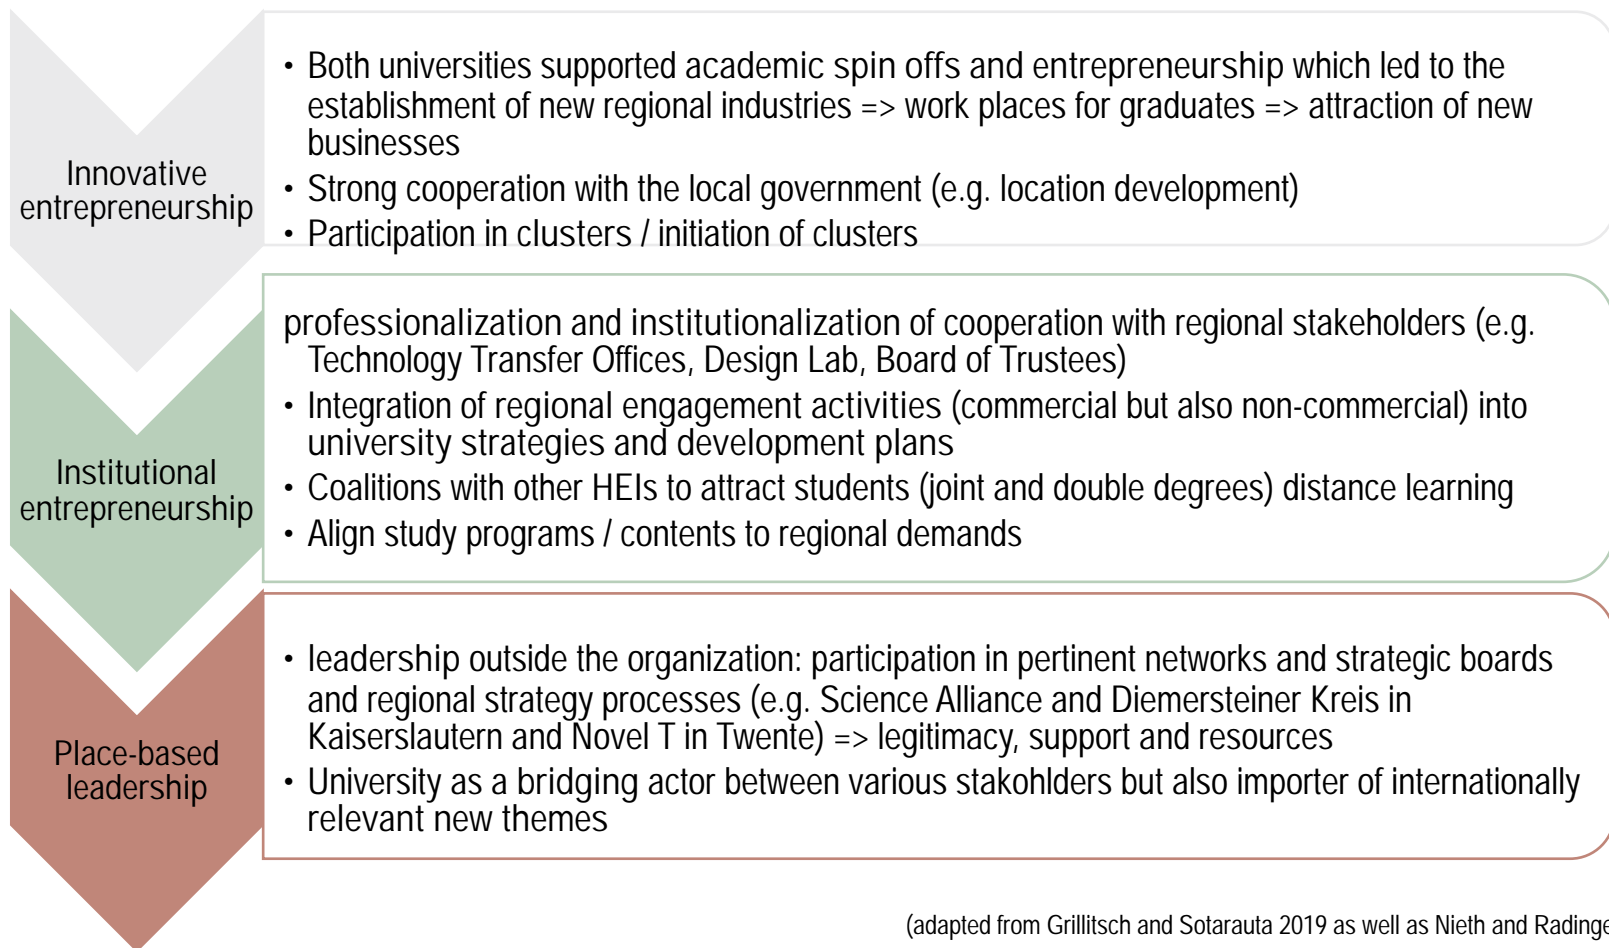 Innovative
entrepreneurship
• Both universities supported academic spin offs and entrepreneurship which led to the
establishment of new regional industries => work places for graduates => attraction of new
businesses
• Strong cooperation with the local government (e.g. location development)
• Participation in clusters / initiation of clusters
Institutional
entrepreneurship
professionalization and institutionalization of cooperation with regional stakeholders (e.g.
Technology Transfer Offices, Design Lab, Board of Trustees)
• Integration of regional engagement activities (commercial but also non-commercial) into
university strategies and development plans
• Coalitions with other HEIs to attract students (joint and double degrees) distance learning
• Align study programs / contents to regional demands
Place-based
leadership
• leadership outside the organization: participation in pertinent networks and strategic boards
and regional strategy processes (e.g. Science Alliance and Diemersteiner Kreis in
Kaiserslautern and Novel T in Twente) => legitimacy, support and resources
• University as a bridging actor between various stakohlders but also importer of internationally
relevant new themes
(adapted from Grillitsch and Sotarauta 2019 as well as Nieth and Radinge